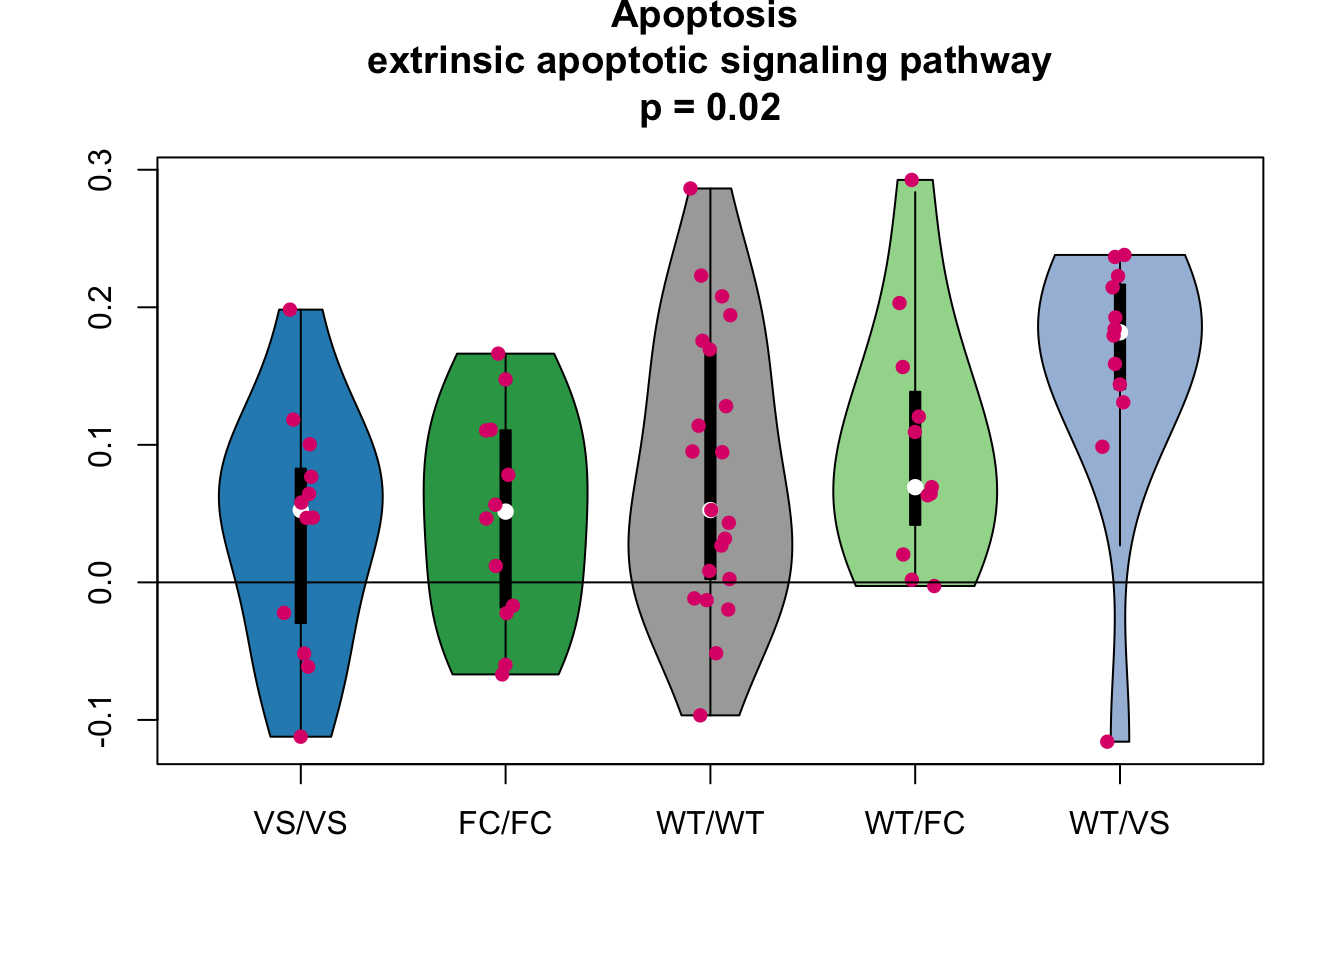 Apoptosis
extrinsic apoptotic signaling pathway
p = 0.02
0.3
0.2
0.1
0.0
-0.1
VS/VS FC/FC WT/WT WT/FC WT/VS